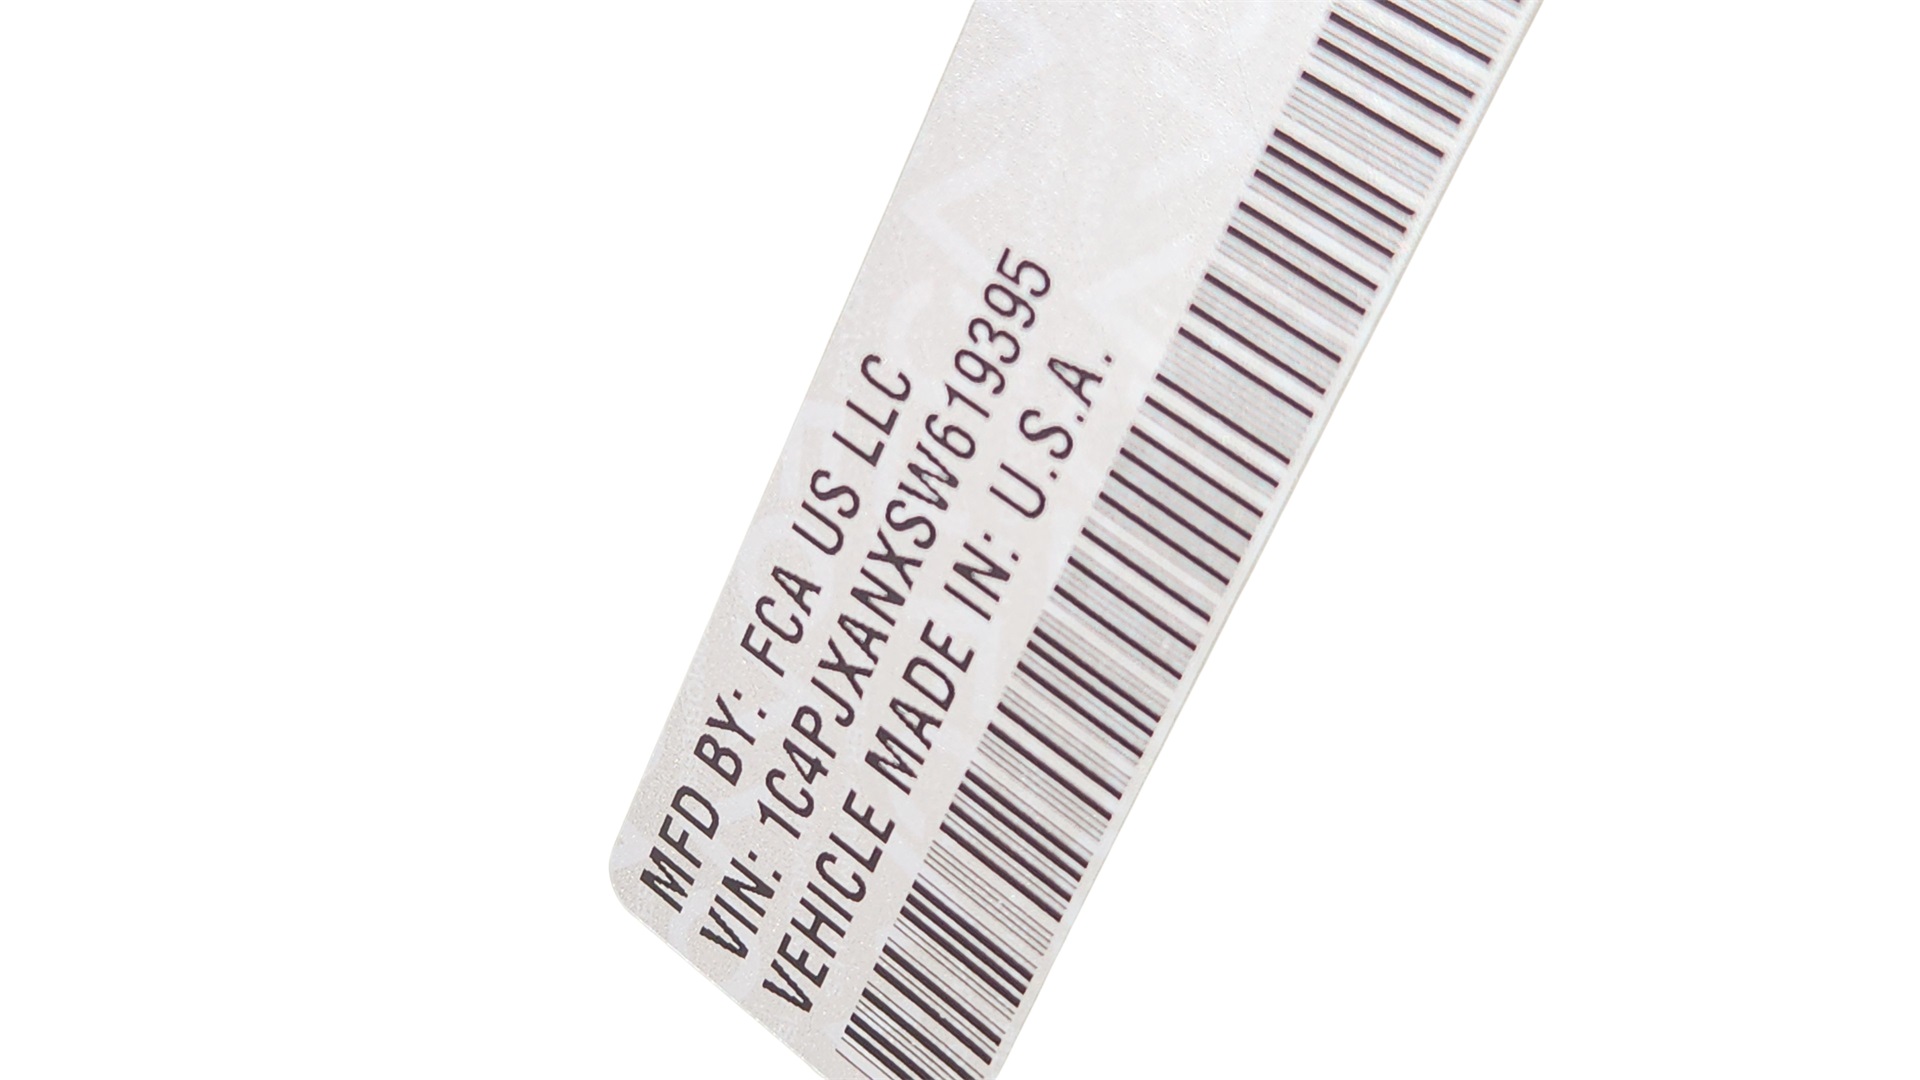 MFD BY: FCA US LLC
VIN: 1C4PJXANXSW619395
VEHICLE MADE IN: U.S.A.